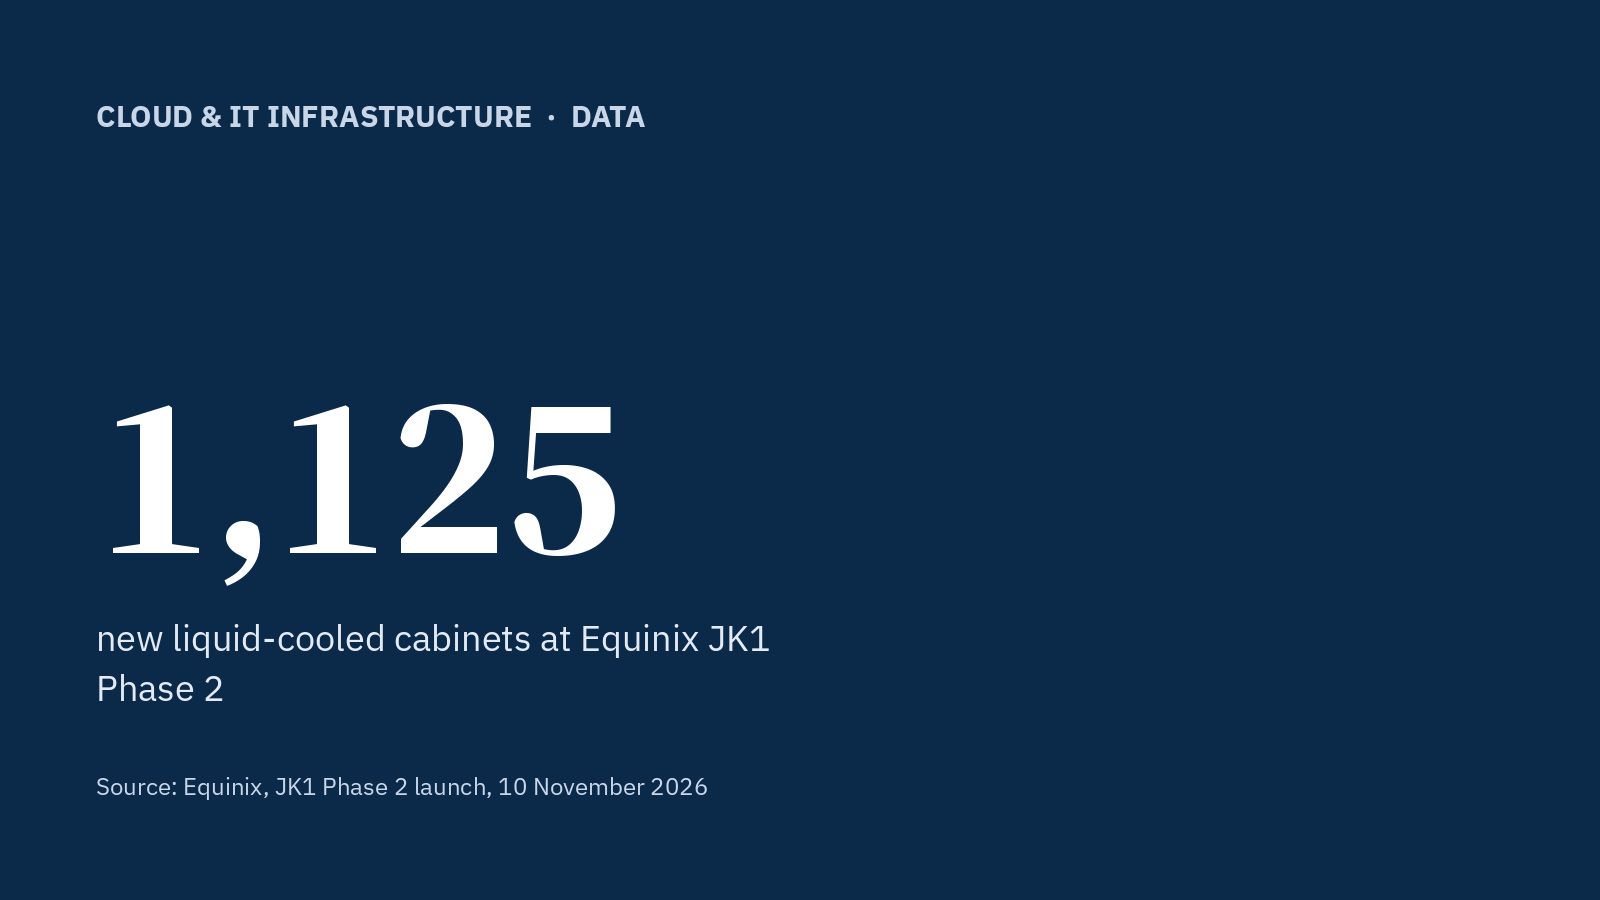 CLOUD & IT INFRASTRUCTURE · DATA
1,125
new liquid-cooled cabinets at Equinix JK1
Phase 2
Source: Equinix, JK1 Phase 2 launch, 10 November 2026